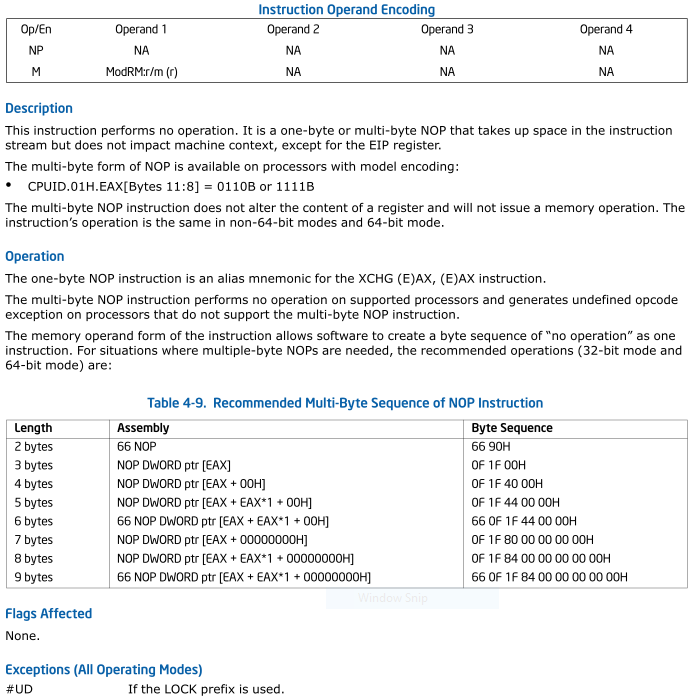 Instruction Operand Encoding
Op/En Operand 1 Operand 2 Operand 3 Operand 4
NP NA NA NA NA
M ModRM:r/m (r) NA NA NA
Description
This instruction performs no operation. It is a one-byte or multi-byte NOP that takes up space in the instruction
stream but does not impact machine context, except for the EIP register.
The multi-byte form of NOP is available on processors with model encoding:
• CPUID.01H.EAX[Bytes 11:8] = 0110B or 1111B
The multi-byte NOP instruction does not alter the content of a register and will not issue a memory operation. The
instruction's operation is the same in non-64-bit modes and 64-bit mode.
Operation
The one-byte NOP instruction is an alias mnemonic for the XCHG (E)AX, (E)AX instruction.
The multi-byte NOP instruction performs no operation on supported processors and generates undefined opcode
exception on processors that do not support the multi-byte NOP instruction.
The memory operand form of the instruction allows software to create a byte sequence of "no operation" as one
instruction. For situations where multiple-byte NOPs are needed, the recommended operations (32-bit mode and
64-bit mode) are:
Table 4-9. Recommended Multi-Byte Sequence of NOP Instruction
Length Assembly Byte Sequence
2 bytes 66 NOP 66 90H
3 bytes NOP DWORD ptr [EAX] 0F 1F 00H
4 bytes NOP DWORD ptr [EAX + 00H] 0F 1F 40 00H
5 bytes NOP DWORD ptr [EAX + EAX*1 + 00H] 0F 1F 44 00 00H
6 bytes 66 NOP DWORD ptr [EAX + EAX*1 + 00H] 66 0F 1F 44 00 00H
7 bytes NOP DWORD ptr [EAX + 00000000H] 0F 1F 80 00 00 00 00H
8 bytes NOP DWORD ptr [EAX + EAX*1 + 00000000H] 0F 1F 84 00 00 00 00 00H
9 bytes 66 NOP DWORD ptr [EAX + EAX*1 + 00000000H] 66 0F 1F 84 00 00 00 00 00H
Window Snip
Flags Affected
None.
Exceptions (All Operating Modes)
#UD If the LOCK prefix is used.